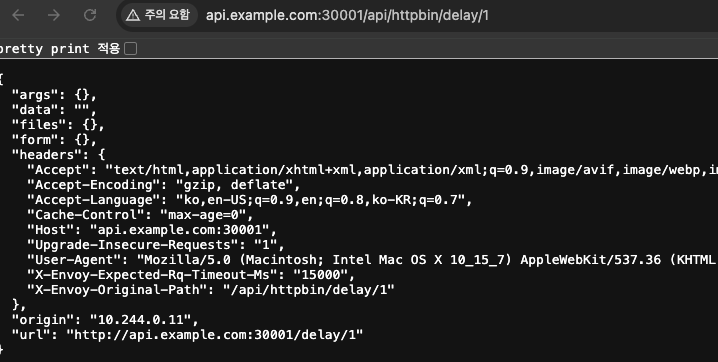 주의 요함 api.example.com:30001/api/httpbin/delay/1
pretty print 적용
{
"args": {},
"data": "",
"files": {},
"form": {},
"headers": {
"Accept": "text/html,application/xhtml+xml,application/xml;q=0.9,image/avif,image/webp,
"Accept-Encoding": "gzip, deflate",
"Accept-Language": "ko,en-US;q=0.9,en;q=0.8,ko-KR;q=0.7",
"Cache-Control": "max-age=0",
"Host": "api.example.com:30001",
"Upgrade-Insecure-Requests": "1",
"User-Agent": "Mozilla/5.0 (Macintosh; Intel Mac OS X 10_15_7) AppleWebKit/537.36 (KHTML
"X-Envoy-Expected-Rq-Timeout-Ms": "15000",
"X-Envoy-Original-Path": "/api/httpbin/delay/1"
},
"origin": "10.244.0.11",
"url": "http://api.example.com:30001/delay/1"
}